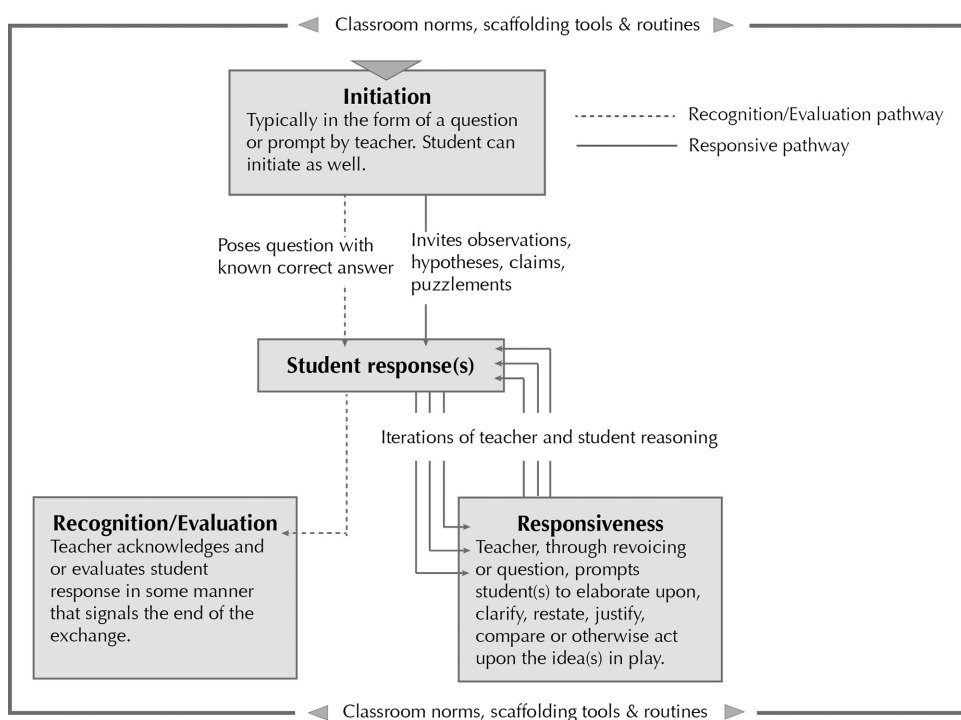 Classroom norms, scaffolding tools & routines
Initiation
Typically in the form of a question
or prompt by teacher. Student can
initiate as well.
Recognition/Evaluation pathway
Responsive pathway
Poses question with
known correct answer
Invites observations,
hypotheses, claims,
puzzlements
Student response(s)
Iterations of teacher and student reasoning
Recognition/Evaluation
Teacher acknowledges and
or evaluates student
response in some manner
that signals the end of the
exchange.
Responsiveness
Teacher, through revoicing
or question, prompts
student(s) to elaborate upon,
clarify, restate, justify,
compare or otherwise act
upon the idea(s) in play.
Classroom norms, scaffolding tools & routines